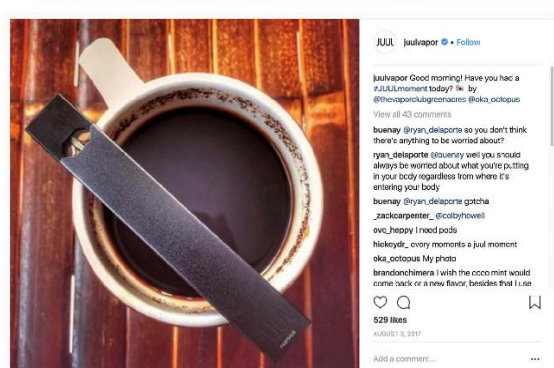 JUUL
juulvapor • Follow
juulvapor Good morning! Have you had a
#JUULmoment today? by
@thevaporclubgreenacres @oka_octopus
View all 43 comments
buenay @ryan_delaporte so you don't think
there's anything to be worried about?
ryan_delaporte @buenay well you should
always be worried about what you're putting
in your body regardless from where it's
entering your body
buenay @ryan_delaporte gotcha
_zackcarpenter_ @colbyhowell
ovo_heppy I need pods
hickeydr_ every moments a juul moment
oka_octopus My photo
brandonchimera I wish the coco mint would
come back or a new flavor, besides that I use
529 likes
AUGUST 3, 2017
Add a comment...
JUUL